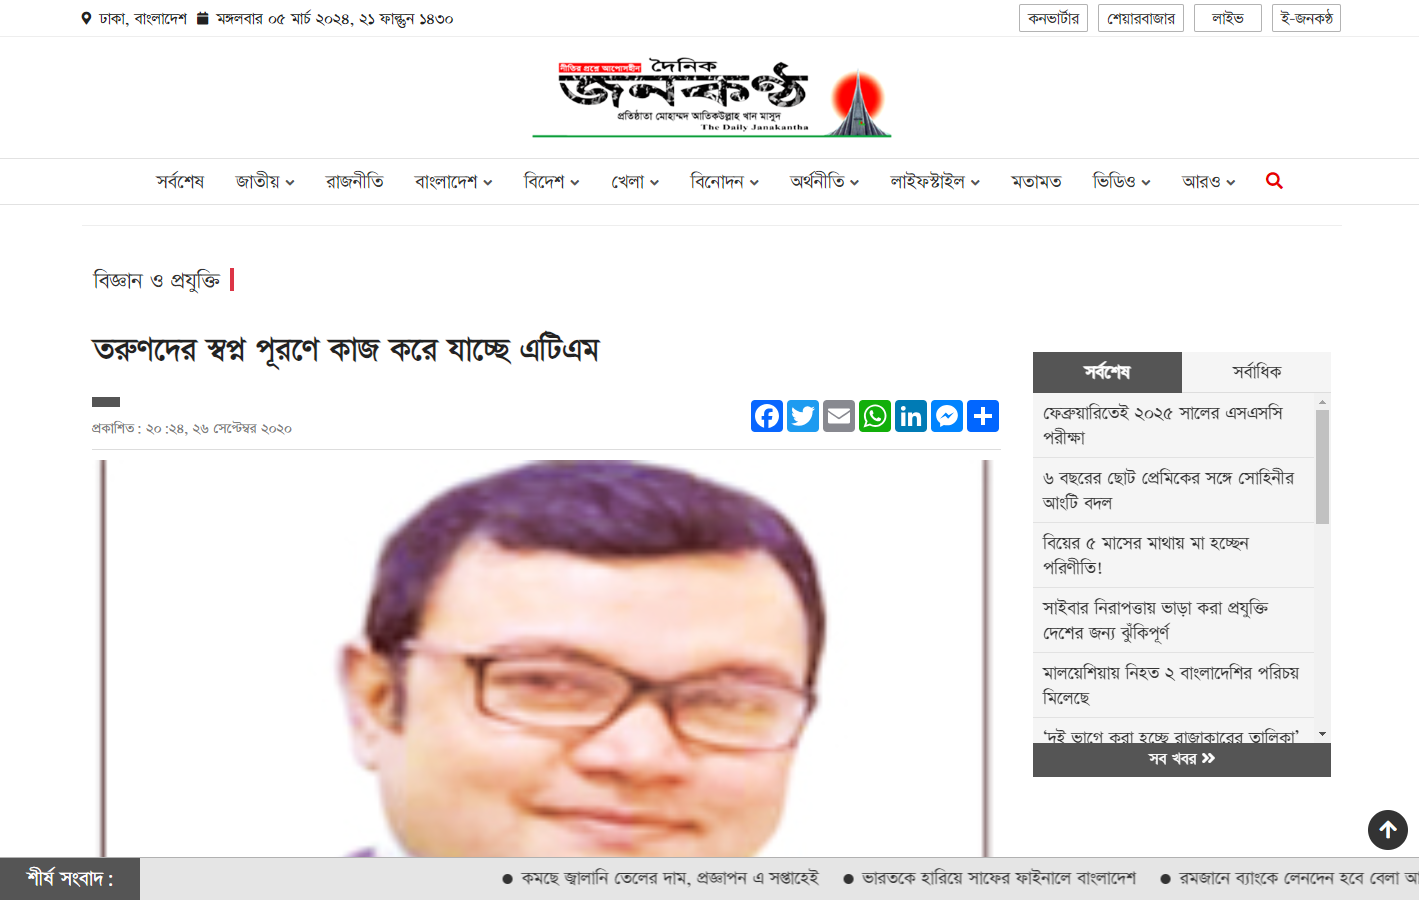 ঢাকা, বাংলাদেশ মঙ্গলবার ০৫ মার্চ ২০২৪, ২১ ফাল্গুন ১৪৩০
কনভার্টার শেয়ারবাজার লাইভ ই-জনকণ্ঠ
নীতির প্রশ্নে আপোসহীন দৈনিক
জনকণ্ঠ
প্রতিষ্ঠাতা মোহাম্মদ আতিকউল্লাহ খান মাসুদ
The Daily Janakantha
সর্বশেষ জাতীয় রাজনীতি বাংলাদেশ বিদেশ খেলা বিনোদন অর্থনীতি লাইফস্টাইল মতামত ভিডিও আরও
বিজ্ঞান ও প্রযুক্তি
তরুণদের স্বপ্ন পূরণে কাজ করে যাচ্ছে এটিএম
প্রকাশিত: ২০:২৪, ২৬ সেপ্টেম্বর ২০২০
সর্বশেষ সর্বাধিক
ফেব্রুয়ারিতেই ২০২৫ সালের এসএসসি
পরীক্ষা
৬ বছরের ছোট প্রেমিকের সঙ্গে সোহিনীর
আংটি বদল
বিয়ের ৫ মাসের মাথায় মা হচ্ছেন
পরিণীতি!
সাইবার নিরাপত্তায় ভাড়া করা প্রযুক্তি
দেশের জন্য ঝুঁকিপূর্ণ
মালয়েশিয়ায় নিহত ২ বাংলাদেশির পরিচয়
মিলেছে
‘দুই ভাগে করা হচ্ছে রাজাকারের তালিকা’
সব খবর
শীর্ষ সংবাদ: কমছে জ্বালানি তেলের দাম, প্রজ্ঞাপন এ সপ্তাহেই ভারতকে হারিয়ে সাফের ফাইনালে বাংলাদেশ রমজানে ব্যাংকে লেনদেন হবে বেলা